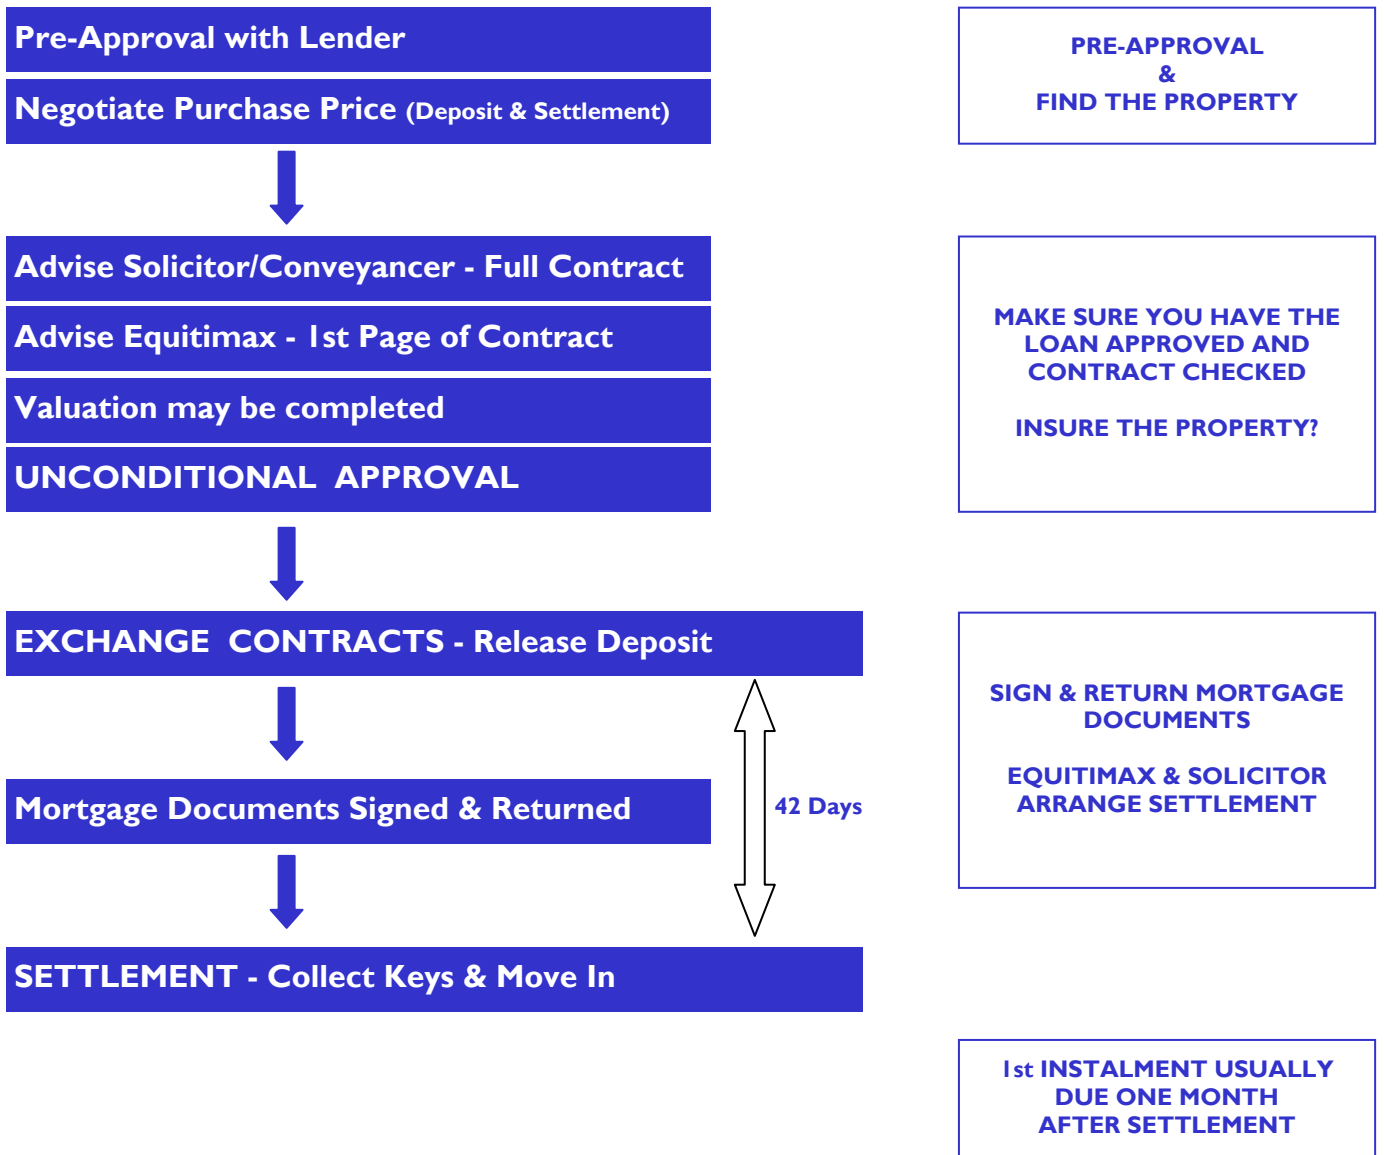 Pre-Approval with Lender
Negotiate Purchase Price (Deposit & Settlement)
PRE-APPROVAL
&
FIND THE PROPERTY
Advise Solicitor/Conveyancer - Full Contract
Advise Equitimax - 1st Page of Contract
Valuation may be completed
UNCONDITIONAL APPROVAL
MAKE SURE YOU HAVE THE
LOAN APPROVED AND
CONTRACT CHECKED
INSURE THE PROPERTY?
EXCHANGE CONTRACTS - Release Deposit
Mortgage Documents Signed & Returned
42 Days
SETTLEMENT - Collect Keys & Move In
SIGN & RETURN MORTGAGE
DOCUMENTS
EQUITIMAX & SOLICITOR
ARRANGE SETTLEMENT
1st INSTALMENT USUALLY
DUE ONE MONTH
AFTER SETTLEMENT